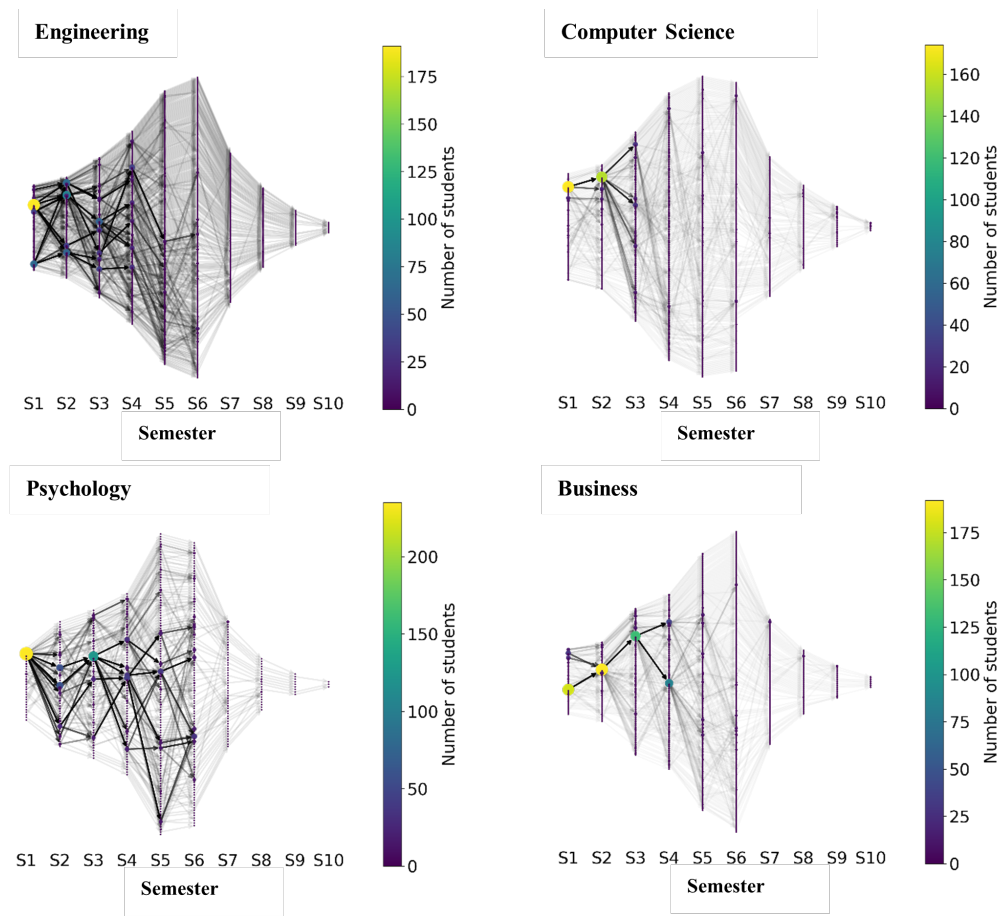 Engineering
175
150
125
100
75
50
25
0
Number of students
S1 S2 S3 S4 S5 S6 S7 S8 S9 S10
Semester
Computer Science
160
140
120
100
80
60
40
20
0
Number of students
S1 S2 S3 S4 S5 S6 S7 S8 S9 S10
Semester
Psychology
200
150
100
50
0
Number of students
S1 S2 S3 S4 S5 S6 S7 S8 S9 S10
Semester
Business
175
150
125
100
75
50
25
0
Number of students
S1 S2 S3 S4 S5 S6 S7 S8 S9 S10
Semester